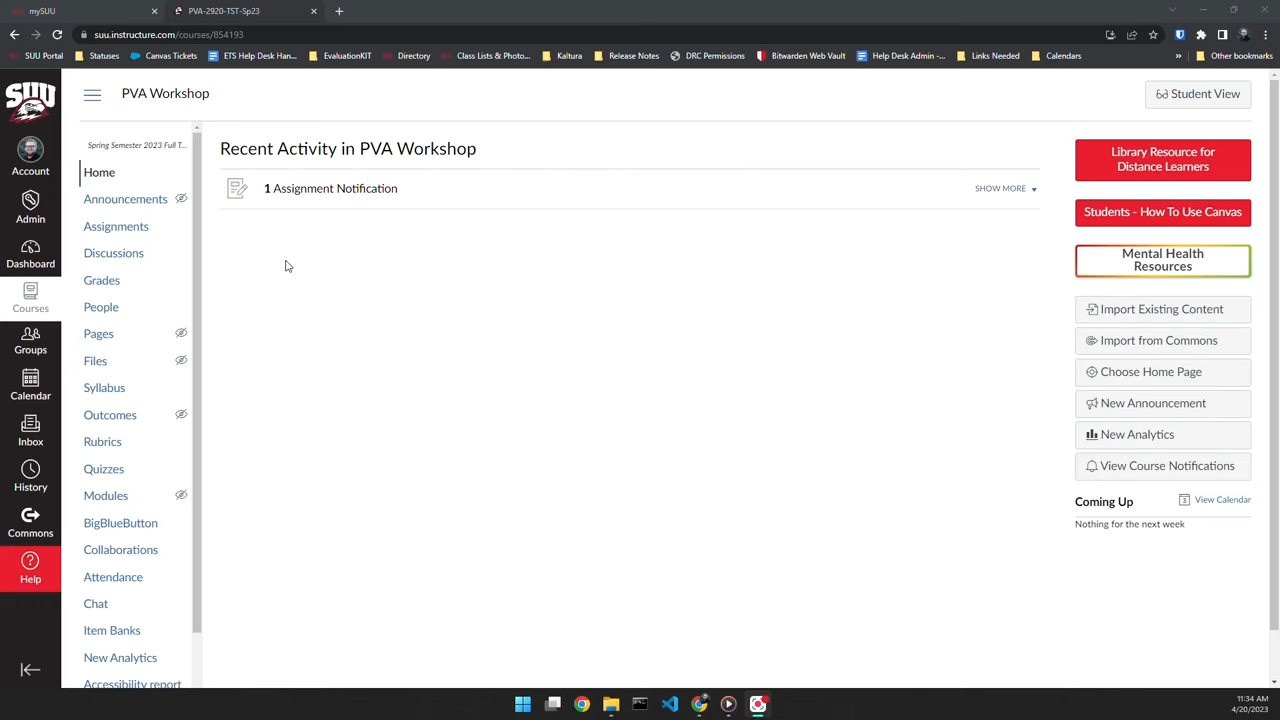 mySUU
PVA-2920-TST-Sp23
suu.instructure.com/courses/854193
SUU Portal
Statuses
Canvas Tickets
ETS Help Desk Han...
EvaluationKIT
Directory
Class Lists & Photo...
Kaltura
Release Notes
DRC Permissions
Bitwarden Web Vault
Help Desk Admin -...
Links Needed
Calendars
»
Other bookmarks
SUU
Account
Admin
Dashboard
Courses
Groups
Calendar
Inbox
History
Commons
Help
PVA Workshop
Student View
Spring Semester 2023 Full T...
Home
Announcements
Assignments
Discussions
Grades
People
Pages
Files
Syllabus
Outcomes
Rubrics
Quizzes
Modules
BigBlueButton
Collaborations
Attendance
Chat
Item Banks
New Analytics
Accessibility report
Recent Activity in PVA Workshop
1 Assignment Notification
SHOW MORE
Library Resource for
Distance Learners
Students - How To Use Canvas
Mental Health
Resources
Import Existing Content
Import from Commons
Choose Home Page
New Announcement
New Analytics
View Course Notifications
Coming Up
3 View Calendar
Nothing for the next week
11:34 AM
4/20/2023